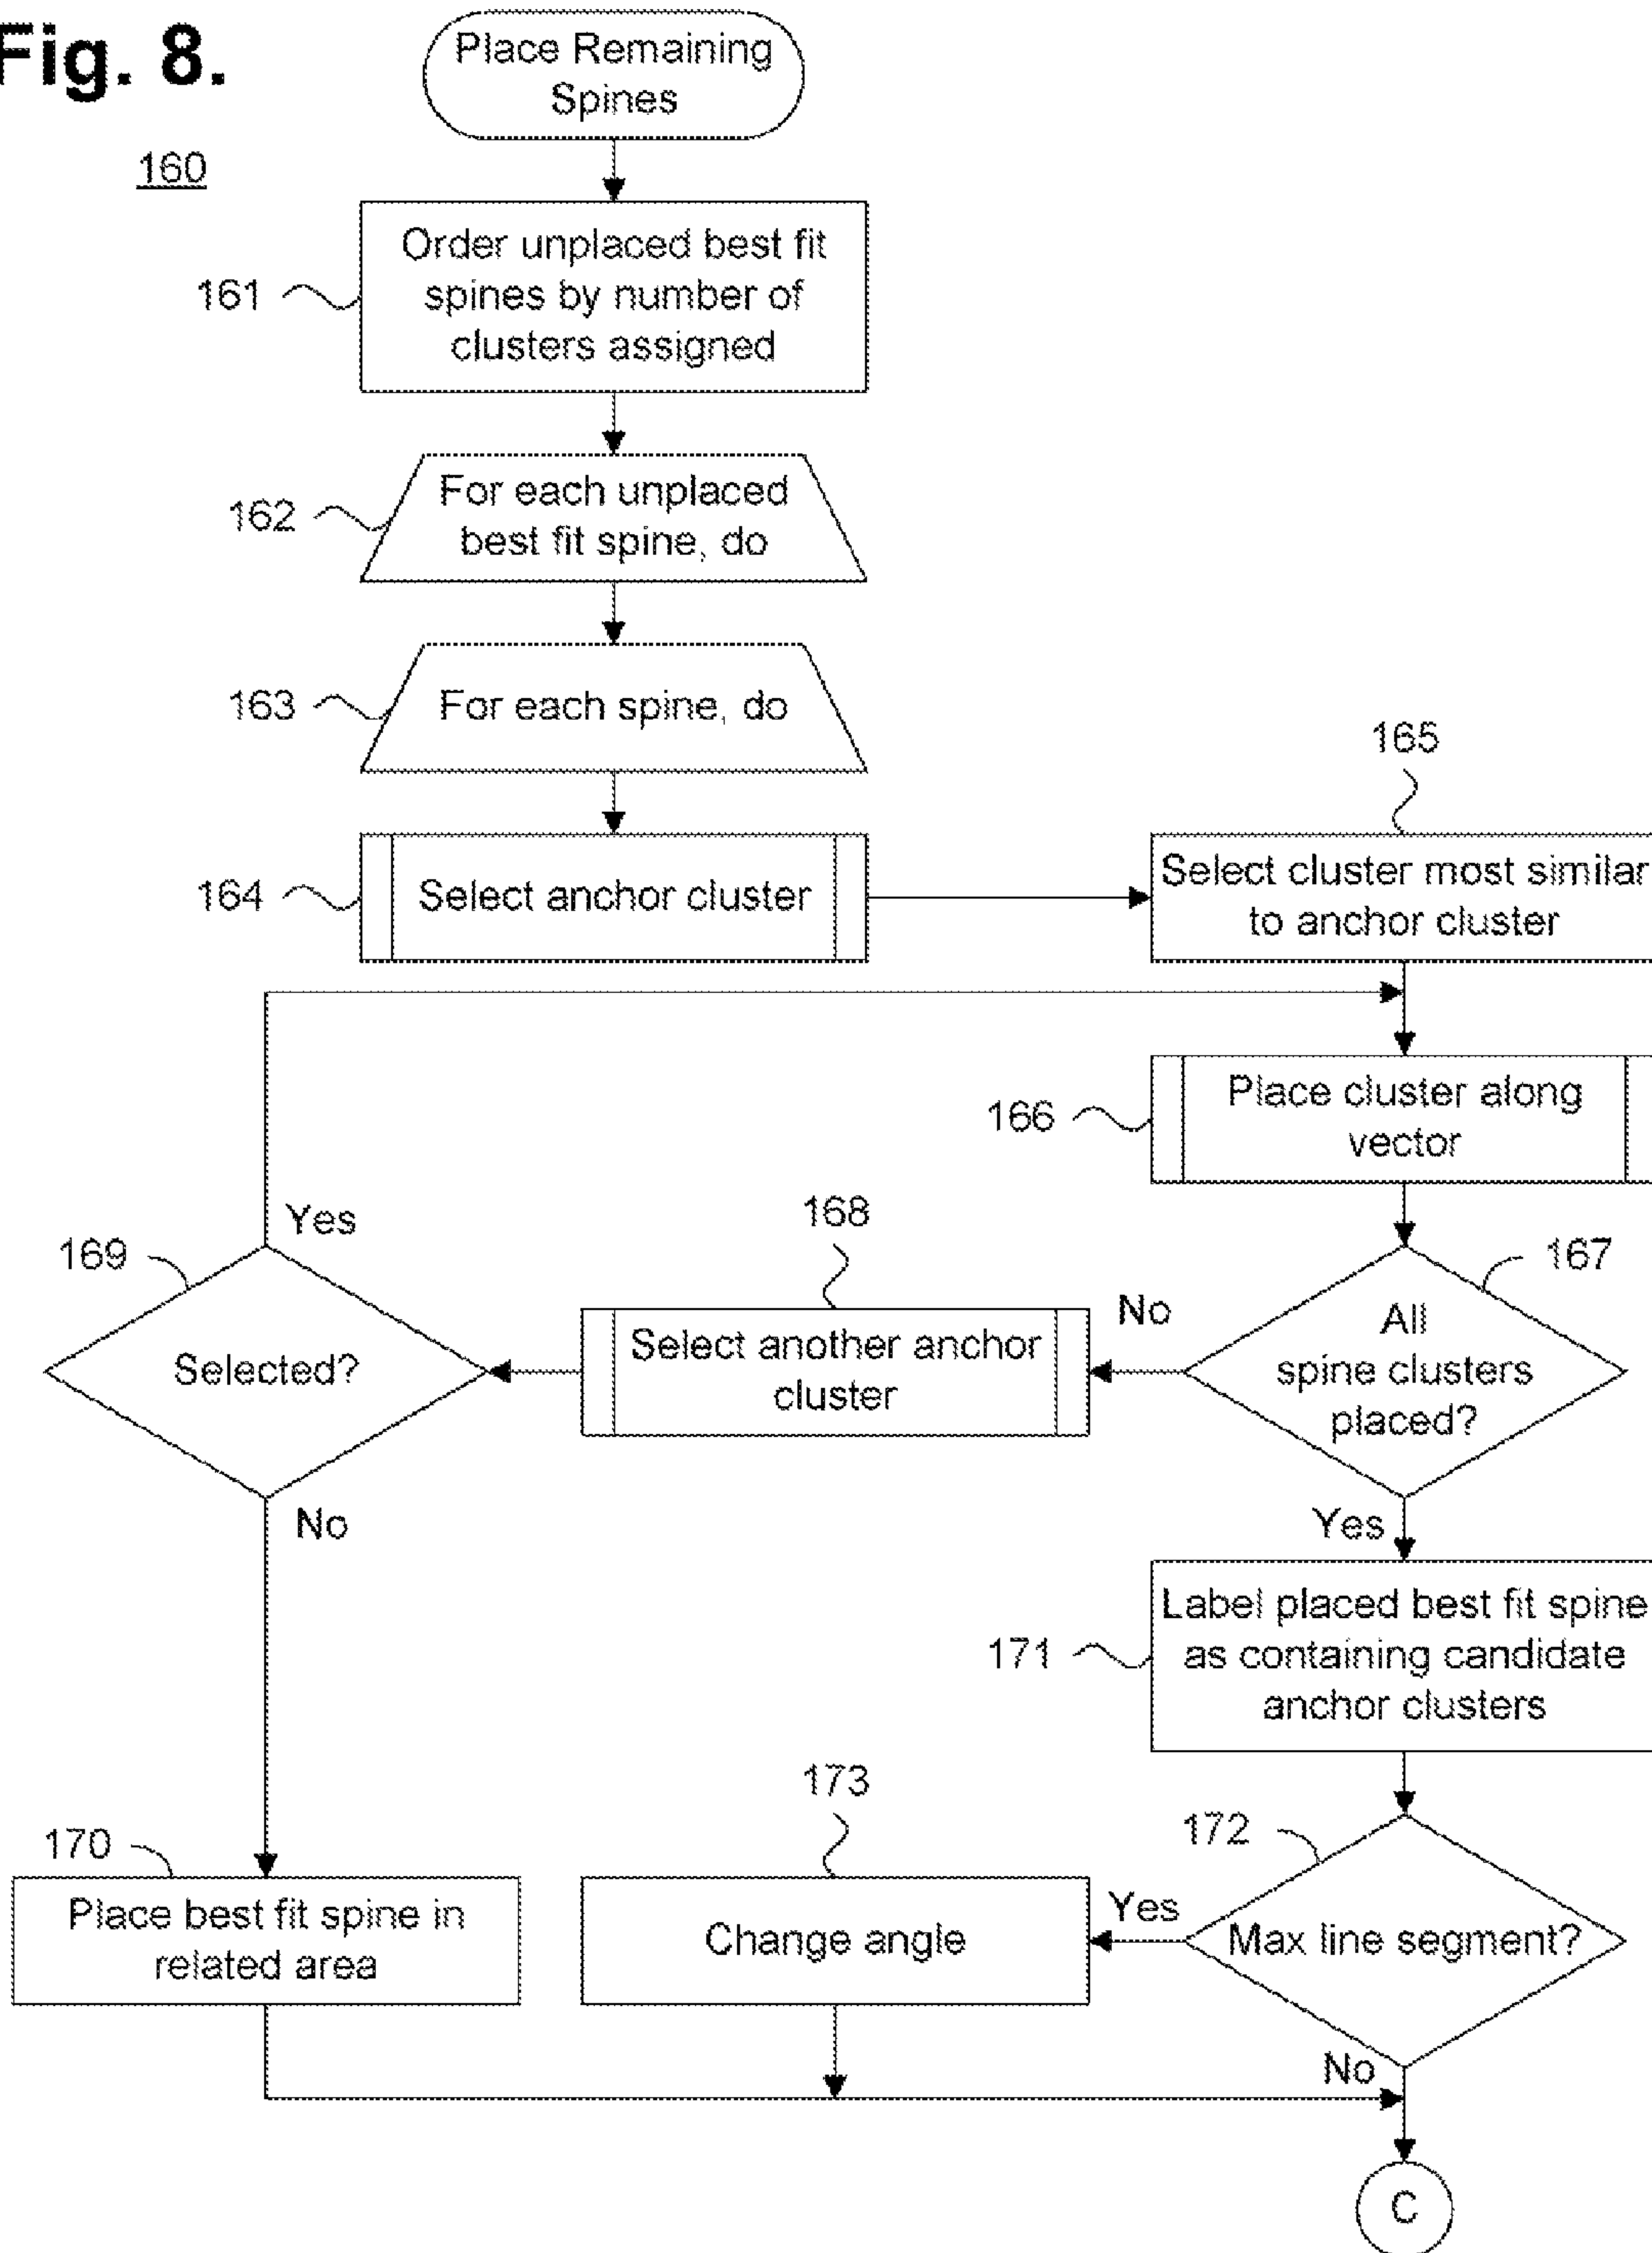 Fig. 8.
160
Place Remaining
Spines
161
Order unplaced best fit
spines by number of
clusters assigned
162
For each unplaced
best fit spine, do
163
For each spine, do
164
Select anchor cluster
165
Select cluster most similar
to anchor cluster
166
Place cluster along
vector
167
All
spine clusters
placed?
No
168
Select another anchor
cluster
169
Selected?
Yes
No
Yes
171
Label placed best fit spine
as containing candidate
anchor clusters
170
Place best fit spine in
related area
173
Change angle
172
Max line segment?
Yes
No
C